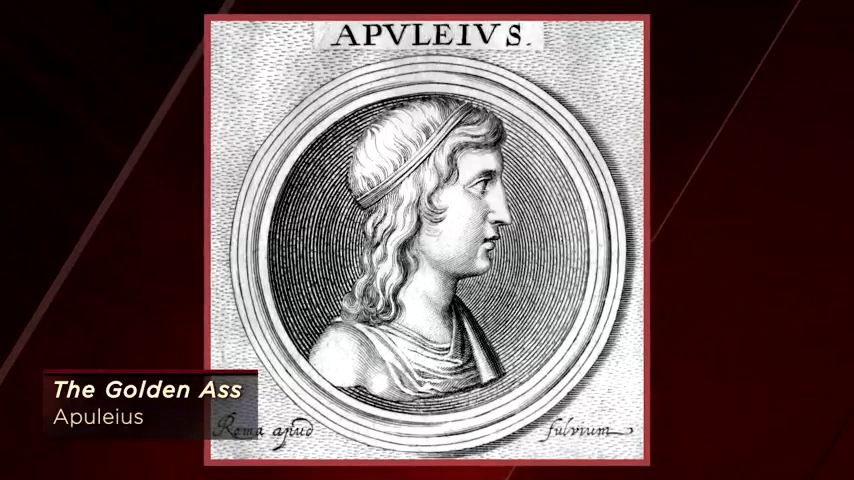 APVLEIVS.
The Golden Ass
Apuleius
Roma apud
fulvium